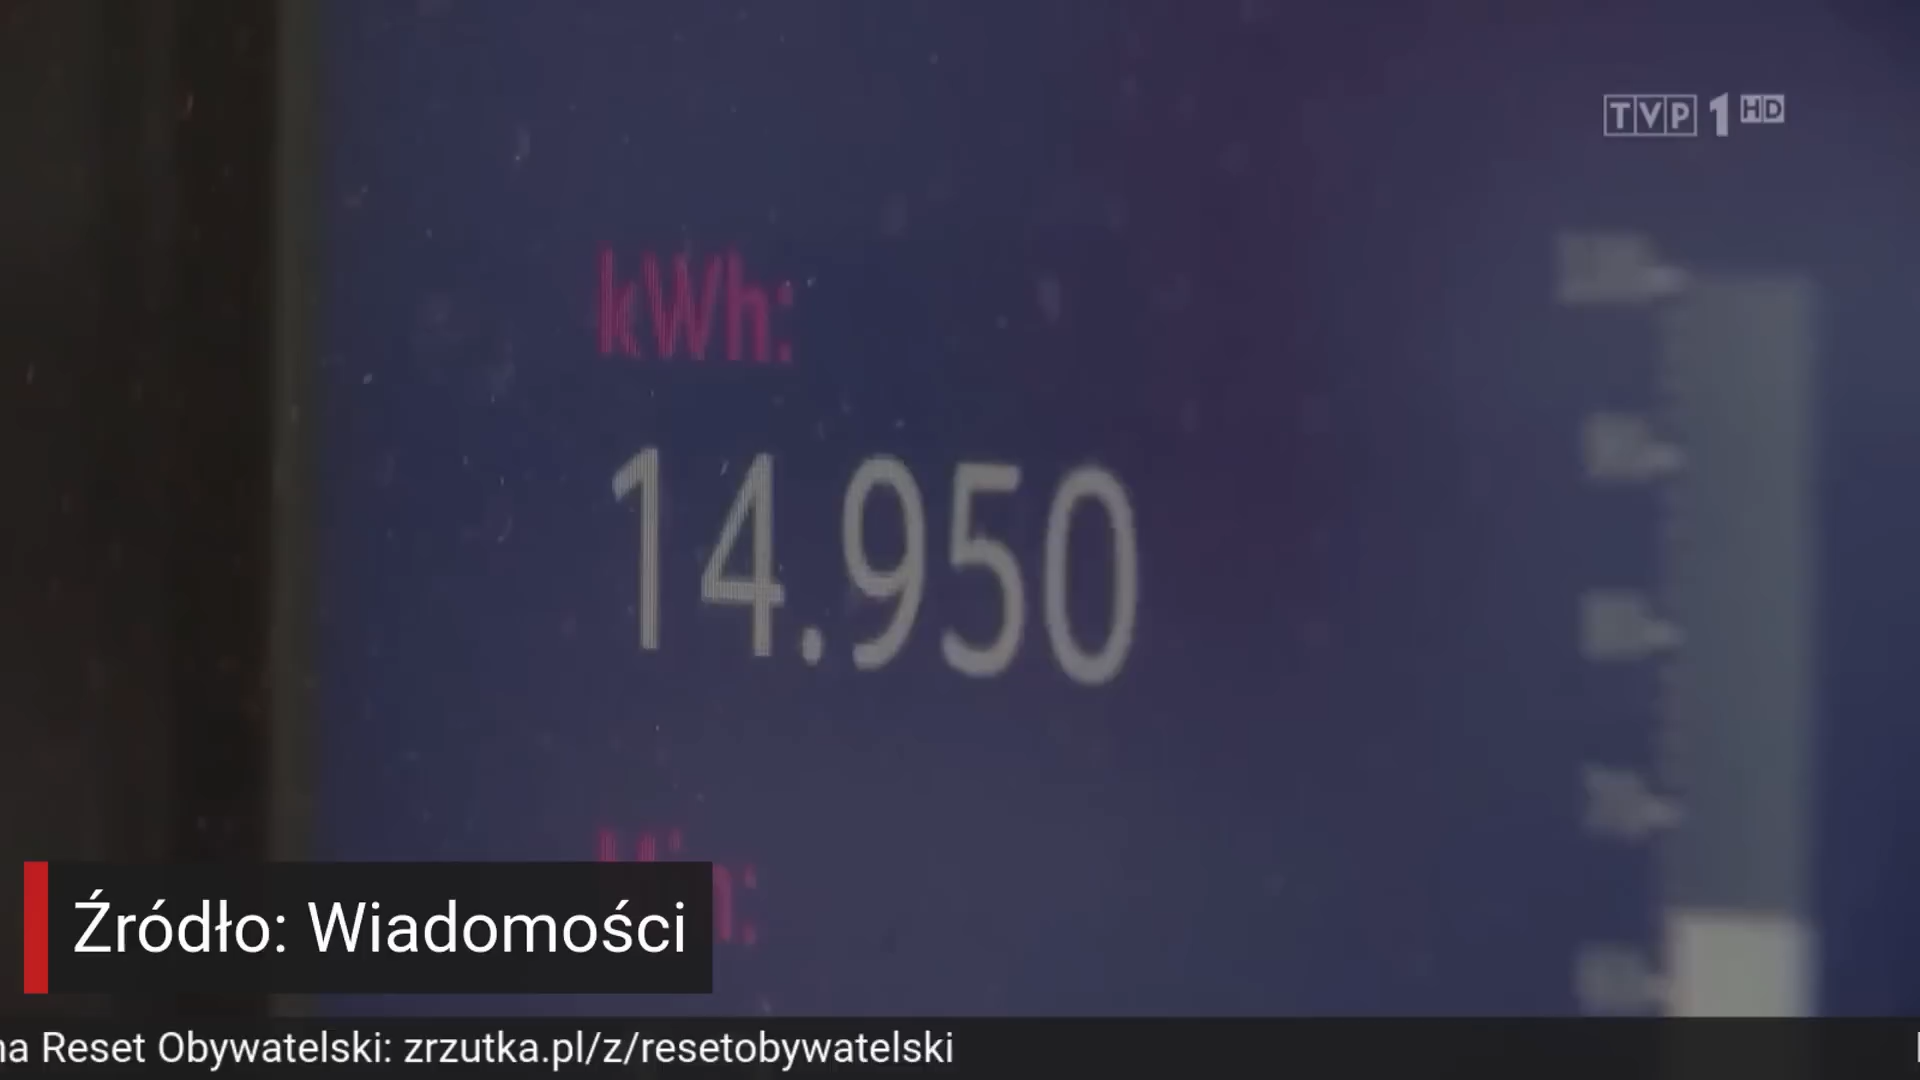 TVP 1 HD
kWh:
14.950
Źródło: Wiadomości
na Reset Obywatelski: zrzutka.pl/z/resetobywatelski